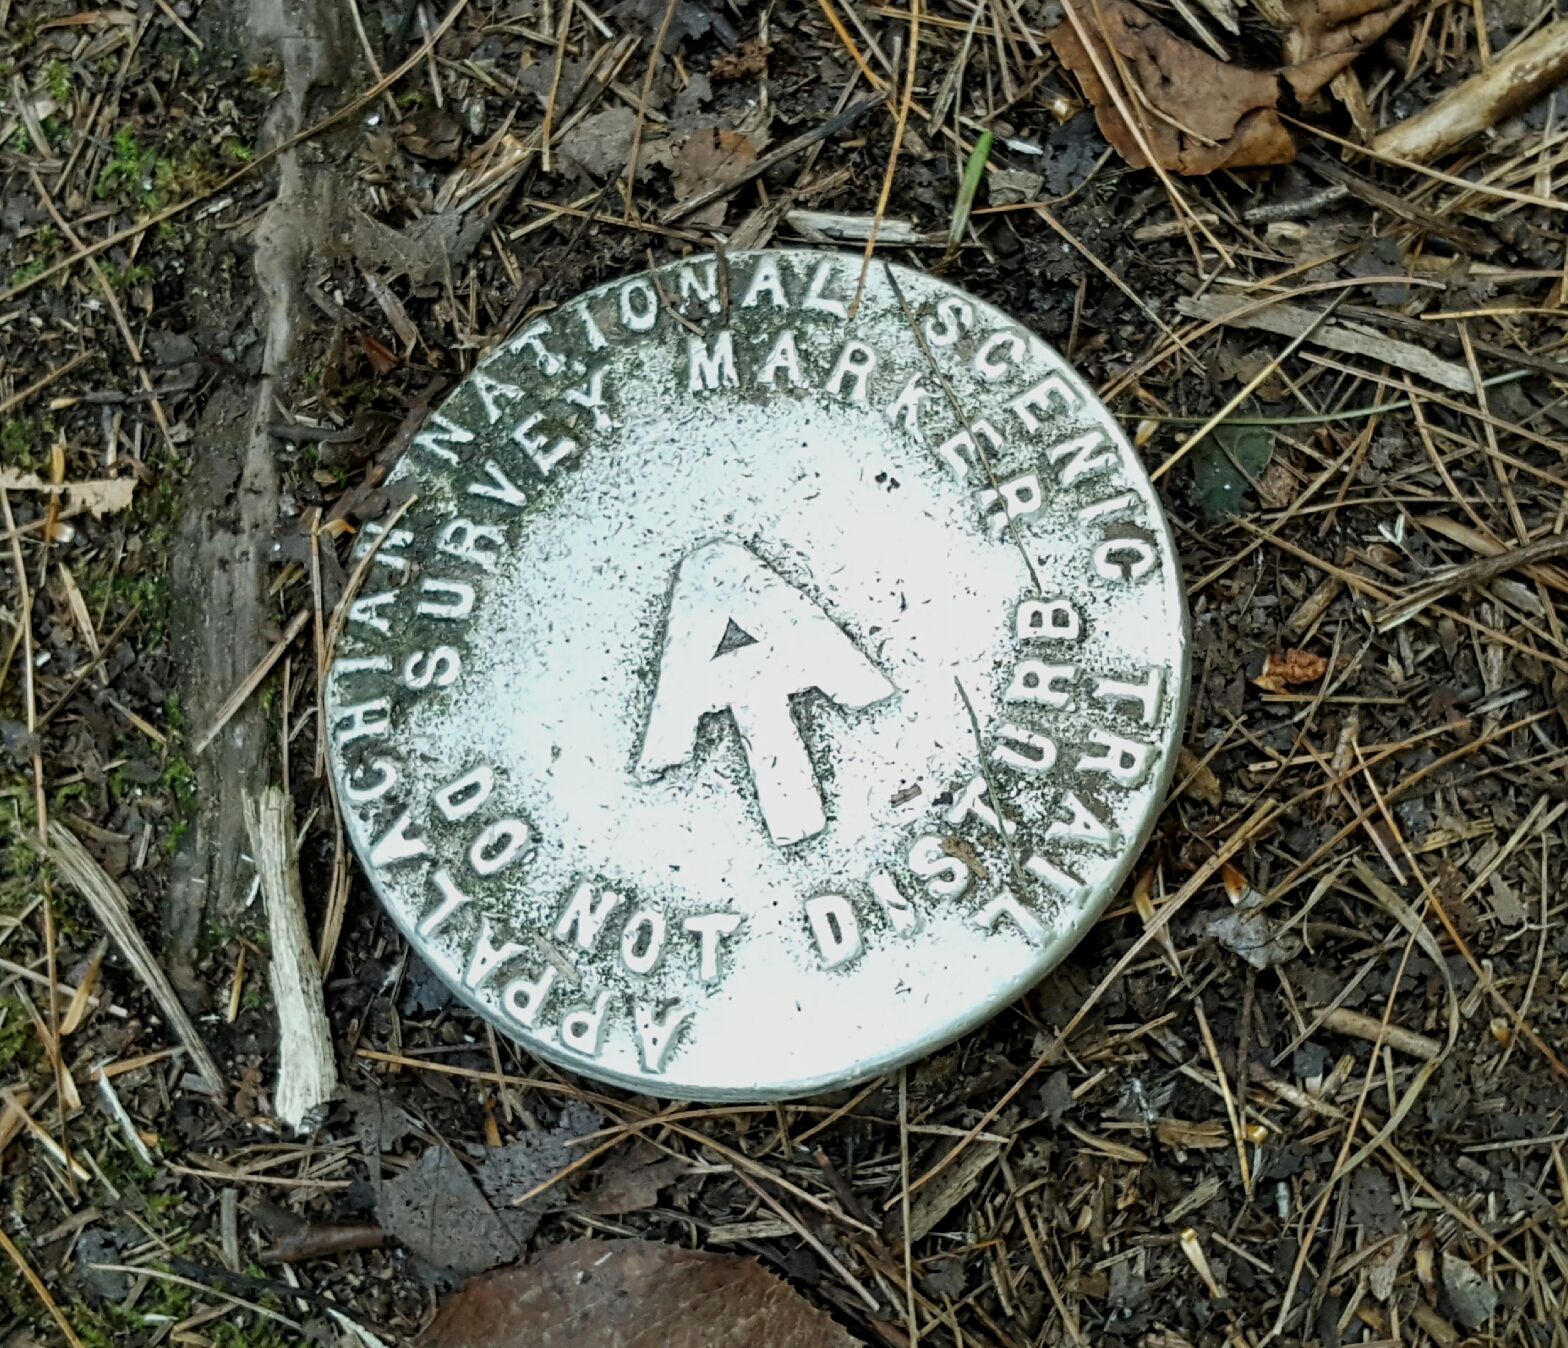 APPALACHIAN NATIONAL SCENIC TRAIL
SURVEY MARKER
DO NOT DISTURB